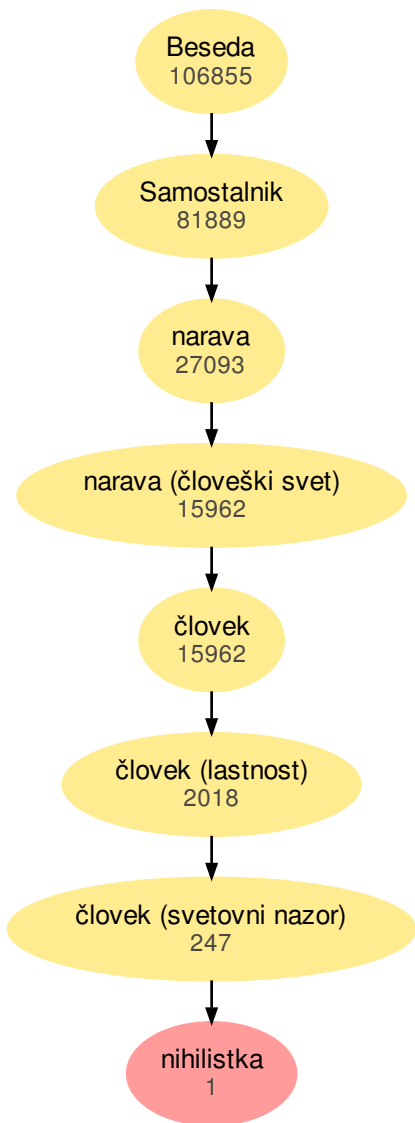 Beseda
106855
Samostalnik
81889
narava
27093
narava (človeški svet)
15962
človek
15962
človek (lastnost)
2018
človek (svetovni nazor)
247
nihilistka
1